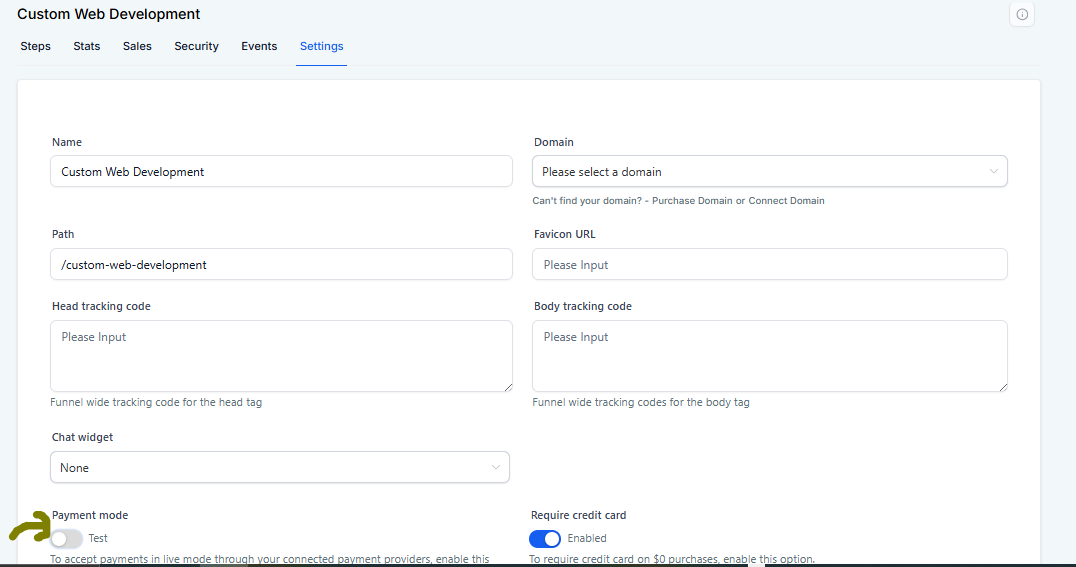 Custom Web Development
Steps Stats Sales Security Events Settings
Name Domain
Custom Web Development Please select a domain
Can't find your domain? - Purchase Domain or Connect Domain
Path Favicon URL
/custom-web-development Please Input
Head tracking code Body tracking code
Please Input Please Input
Funnel wide tracking code for the head tag Funnel wide tracking codes for the body tag
Chat widget
None
Payment mode Require credit card
Test Enabled
To accept payments in live mode through your connected payment providers, enable this To require credit card on $0 purchases, enable this option.